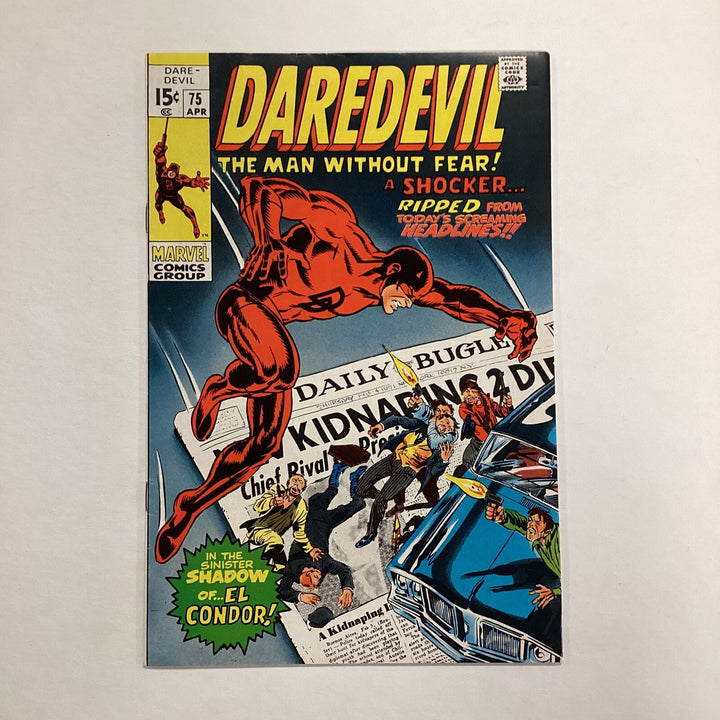 DARE-
DEVIL
15¢
75
APR
CC
MARVEL
COMICS
GROUP
APPROVED
BY THE
COMICS
CODE
AUTHORITY
DAREDEVIL
THE MAN WITHOUT FEAR!
A SHOCKER...
RIPPED FROM
TODAY'S SCREAMING
HEADLINES!!
DD
DAILY BUGLE
KIDNAPING 2 DIE
Chief Rival
IN THE
SINISTER
SHADOW
OF...EL
CONDOR!
A Kidnaping